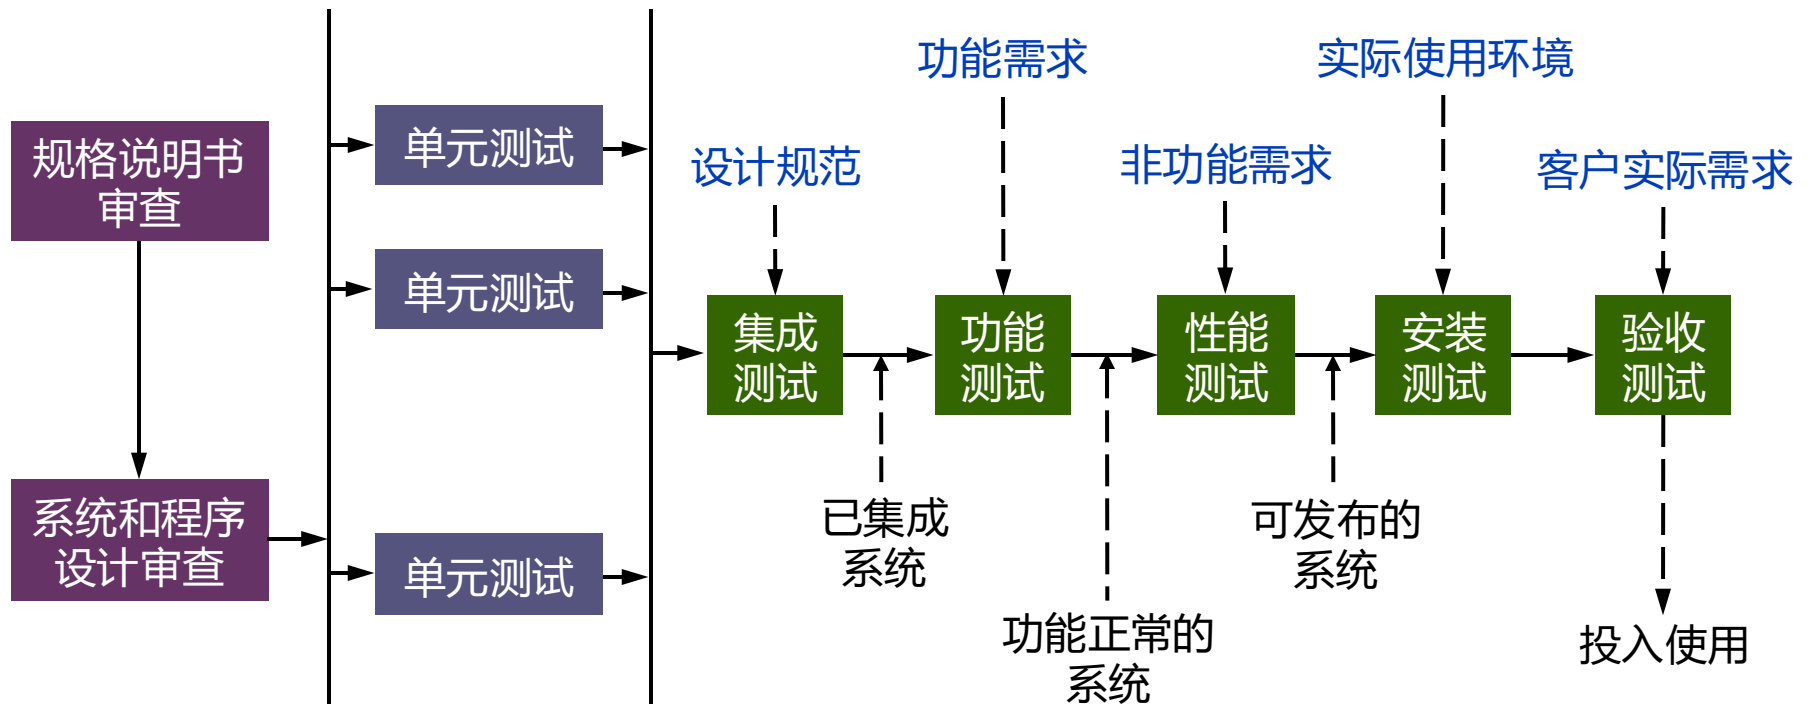 规格说明书
审查
系统和程序
设计审查
单元测试
单元测试
单元测试
设计规范
功能需求
非功能需求
实际使用环境
客户实际需求
集成
测试
功能
测试
性能
测试
安装
测试
验收
测试
已集成
系统
功能正常的
系统
可发布的
系统
投入使用